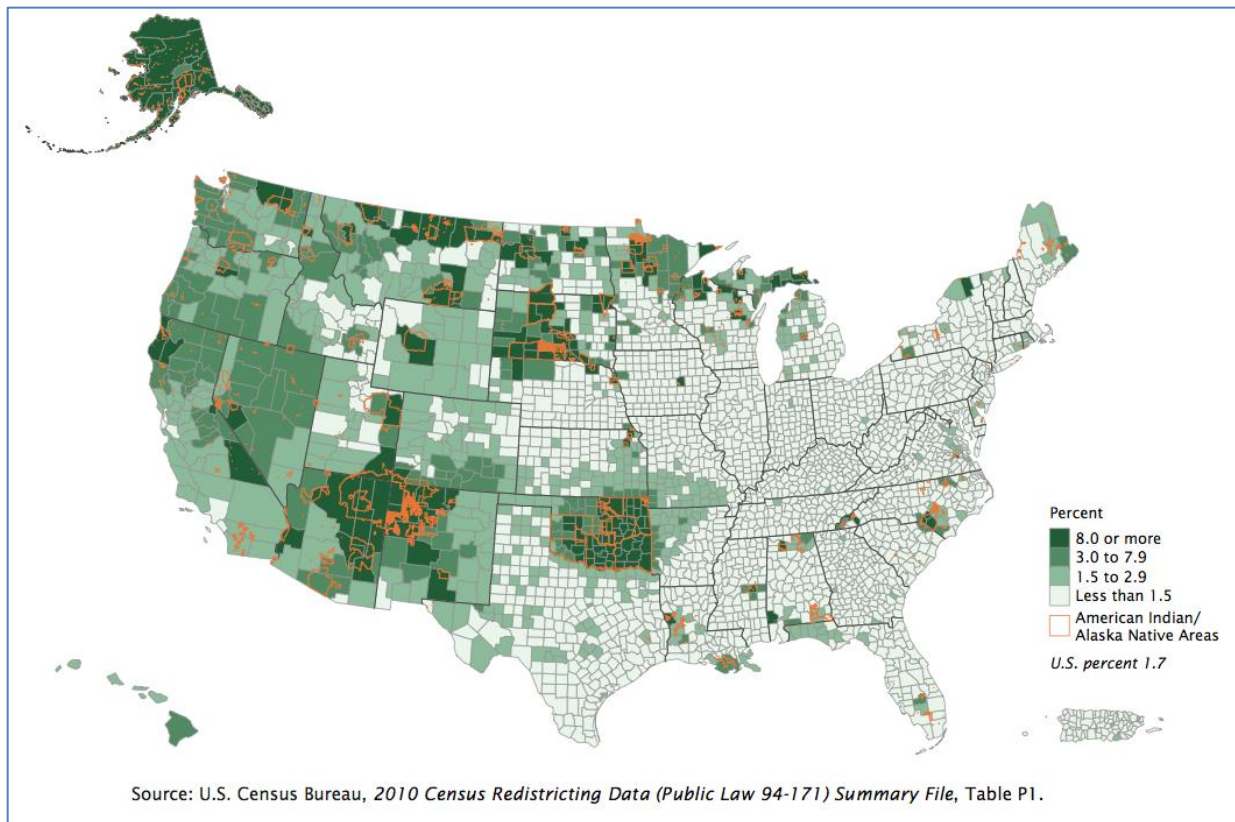 Percent
8.0 or more
3.0 to 7.9
1.5 to 2.9
Less than 1.5
American Indian/
Alaska Native Areas
U.S. percent 1.7
Source: U.S. Census Bureau, 2010 Census Redistricting Data (Public Law 94-171) Summary File, Table P1.